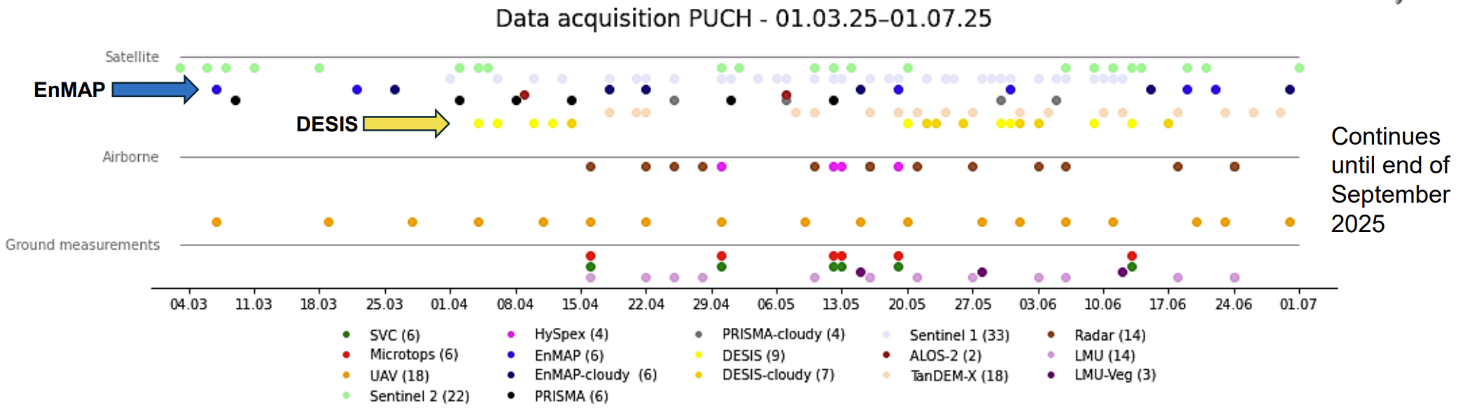 Data acquisition PUCH - 01.03.25–01.07.25
Satellite
EnMAP
DESIS
Airborne
Continues
until end of
September
2025
Ground measurements
04.03 11.03 18.03 25.03 01.04 08.04 15.04 22.04 29.04 06.05 13.05 20.05 27.05 03.06 10.06 17.06 24.06 01.07
SVC (6) HySpex (4) PRISMA-cloudy (4) Sentinel 1 (33) Radar (14)
Microtops (6) EnMAP (6) DESIS (9) ALOS-2 (2) LMU (14)
UAV (18) EnMAP-cloudy (6) DESIS-cloudy (7) TanDEM-X (18) LMU-Veg (3)
Sentinel 2 (22) PRISMA (6)